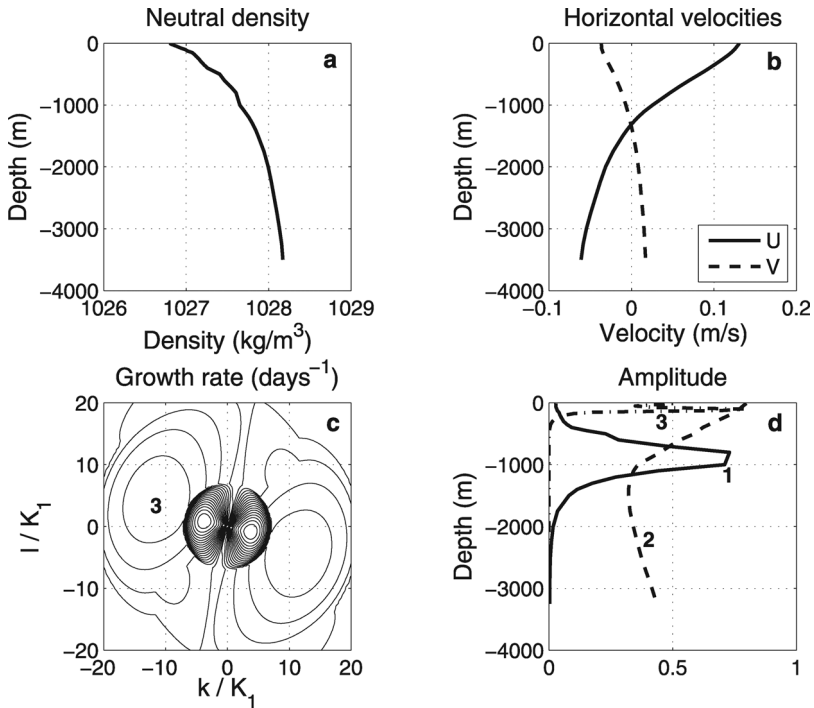 Neutral density
a
0
−1000
−2000
−3000
−4000
Depth (m)
1026
1027
1028
1029
Density (kg/m3)
Horizontal velocities
b
0
−1000
−2000
−3000
−4000
Depth (m)
U
V
−0.1
0
0.1
0.2
Velocity (m/s)
Growth rate (days−1)
c
20
10
0
−10
−20
l / K1
3
−20
−10
0
10
20
k / K1
Amplitude
d
0
−1000
−2000
−3000
−4000
Depth (m)
3
1
2
0
0.5
1